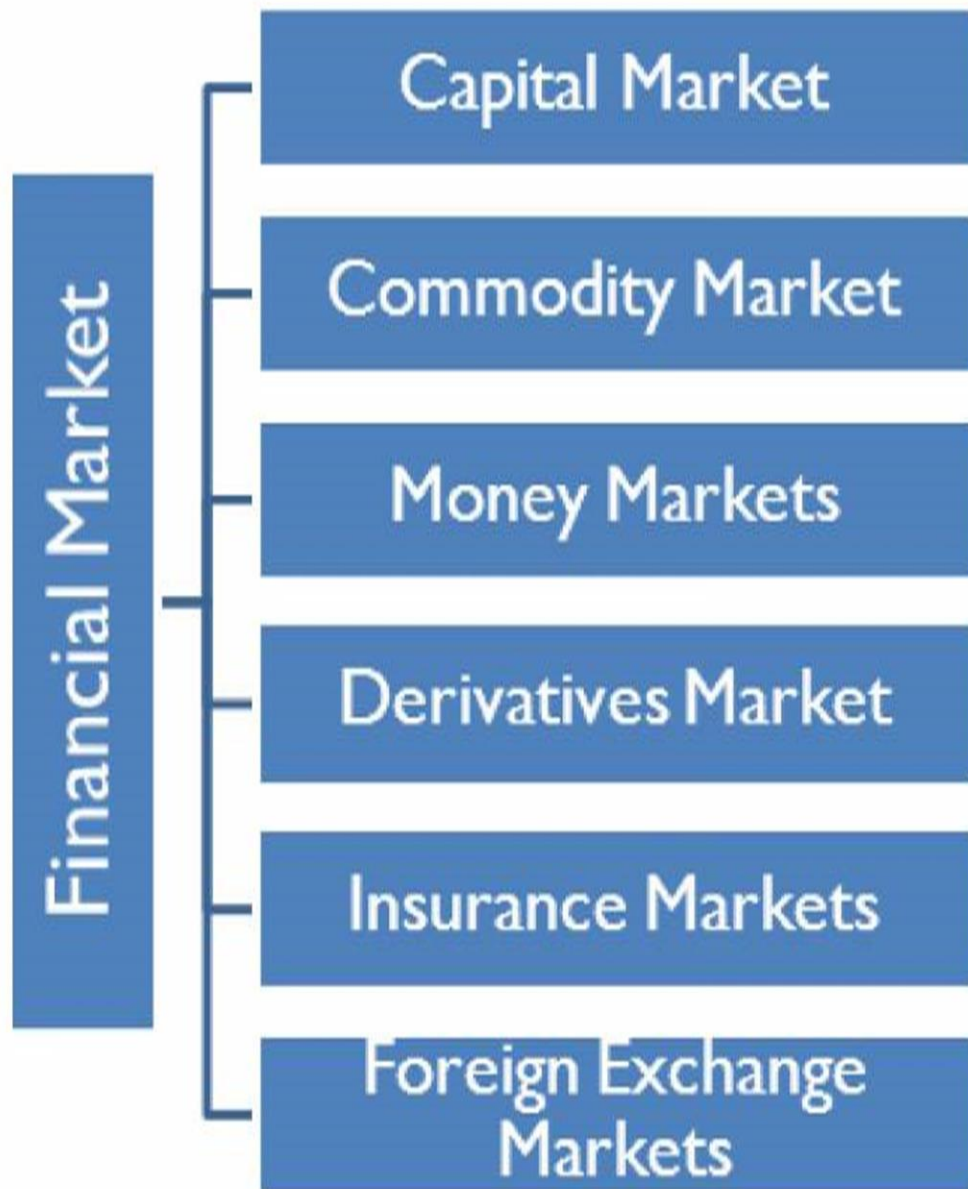 Financial Market
Capital Market
Commodity Market
Money Markets
Derivatives Market
Insurance Markets
Foreign Exchange
Markets